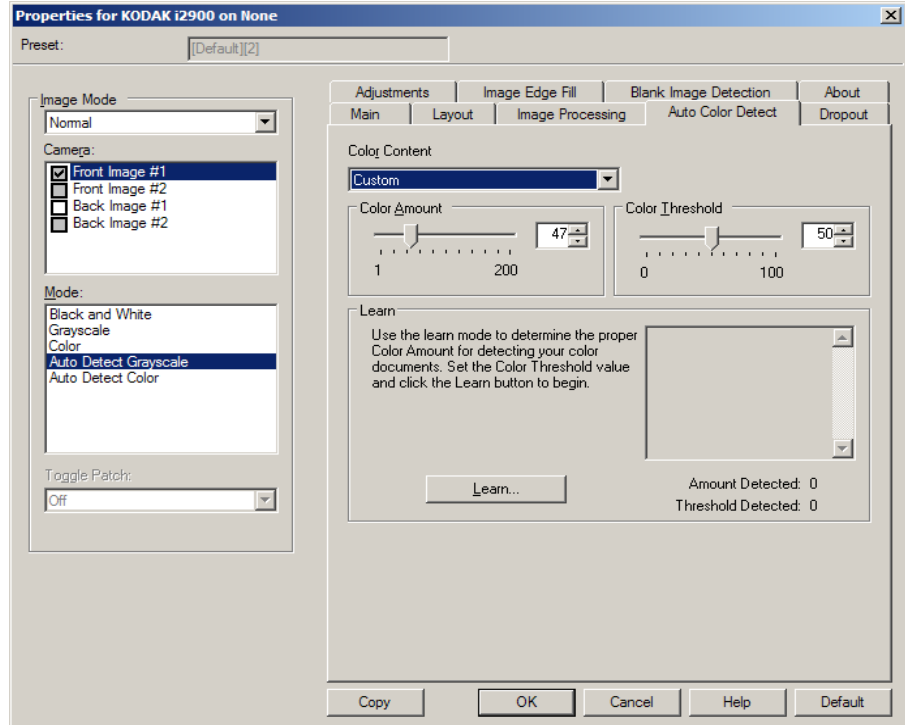 Properties for KODAK i2900 on None
Preset:
[Default][2]
Image Mode
Normal
Camera:
Front Image #1
Front Image #2
Back Image #1
Back Image #2
Mode:
Black and White
Grayscale
Color
Auto Detect Grayscale
Auto Detect Color
Toggle Patch:
Off
Adjustments Image Edge Fill Blank Image Detection About
Main Layout Image Processing Auto Color Detect Dropout
Color Content
Custom
Color Amount
47
1 200
Color Threshold
50
0 100
Learn
Use the learn mode to determine the proper
Color Amount for detecting your color
documents. Set the Color Threshold value
and click the Learn button to begin.
Learn...
Amount Detected: 0
Threshold Detected: 0
Copy OK Cancel Help Default